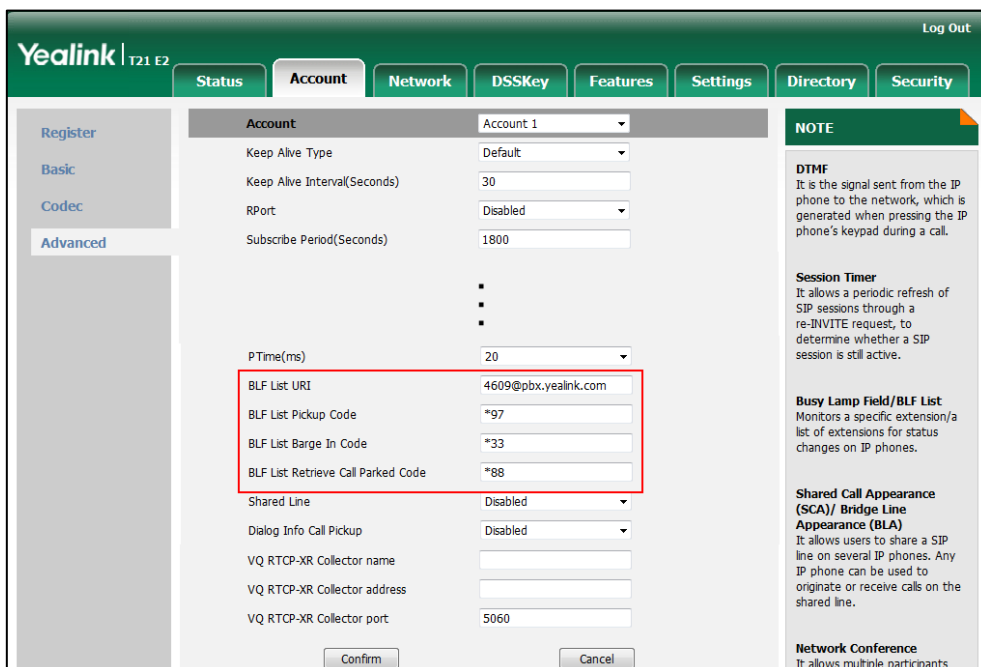 Log Out
Yealink T21 E2
Status Account Network DSSKey Features Settings Directory Security
Register
Basic
Codec
Advanced
Account Account 1
Keep Alive Type Default
Keep Alive Interval(Seconds) 30
RPort Disabled
Subscribe Period(Seconds) 1800
PTime(ms) 20
BLF List URI 4609@pbx.yealink.com
BLF List Pickup Code *97
BLF List Barge In Code *33
BLF List Retrieve Call Parked Code *88
Shared Line Disabled
Dialog Info Call Pickup Disabled
VQ RTCP-XR Collector name
VQ RTCP-XR Collector address
VQ RTCP-XR Collector port 5060
Confirm Cancel
NOTE
DTMF
It is the signal sent from the IP
phone to the network, which is
generated when pressing the IP
phone's keypad during a call.
Session Timer
It allows a periodic refresh of
SIP sessions through a
re-INVITE request, to
determine whether a SIP
session is still active.
Busy Lamp Field/BLF List
Monitors a specific extension/a
list of extensions for status
changes on IP phones.
Shared Call Appearance
(SCA)/ Bridge Line
Appearance (BLA)
It allows users to share a SIP
line on several IP phones. Any
IP phone can be used to
originate or receive calls on the
shared line.
Network Conference
It allows multiple participants